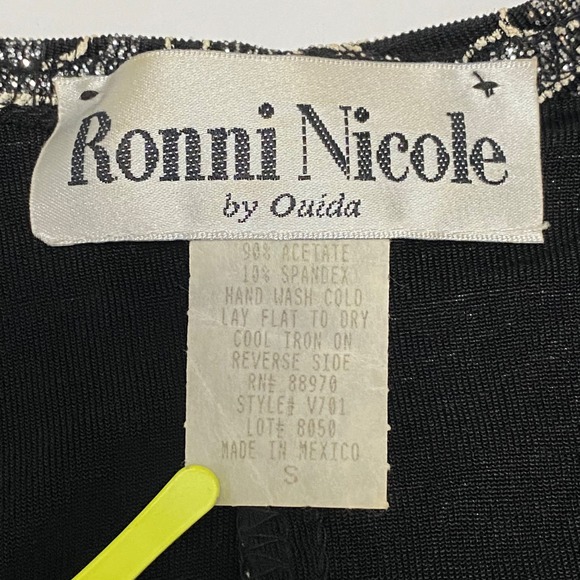 Ronni Nicole
by Ouida
90% ACETATE
10% SPANDEX
HAND WASH COLD
LAY FLAT TO DRY
COOL IRON ON
REVERSE SIDE
RN# 88970
STYLE# V701
LOT# 8050
MADE IN MEXICO
S